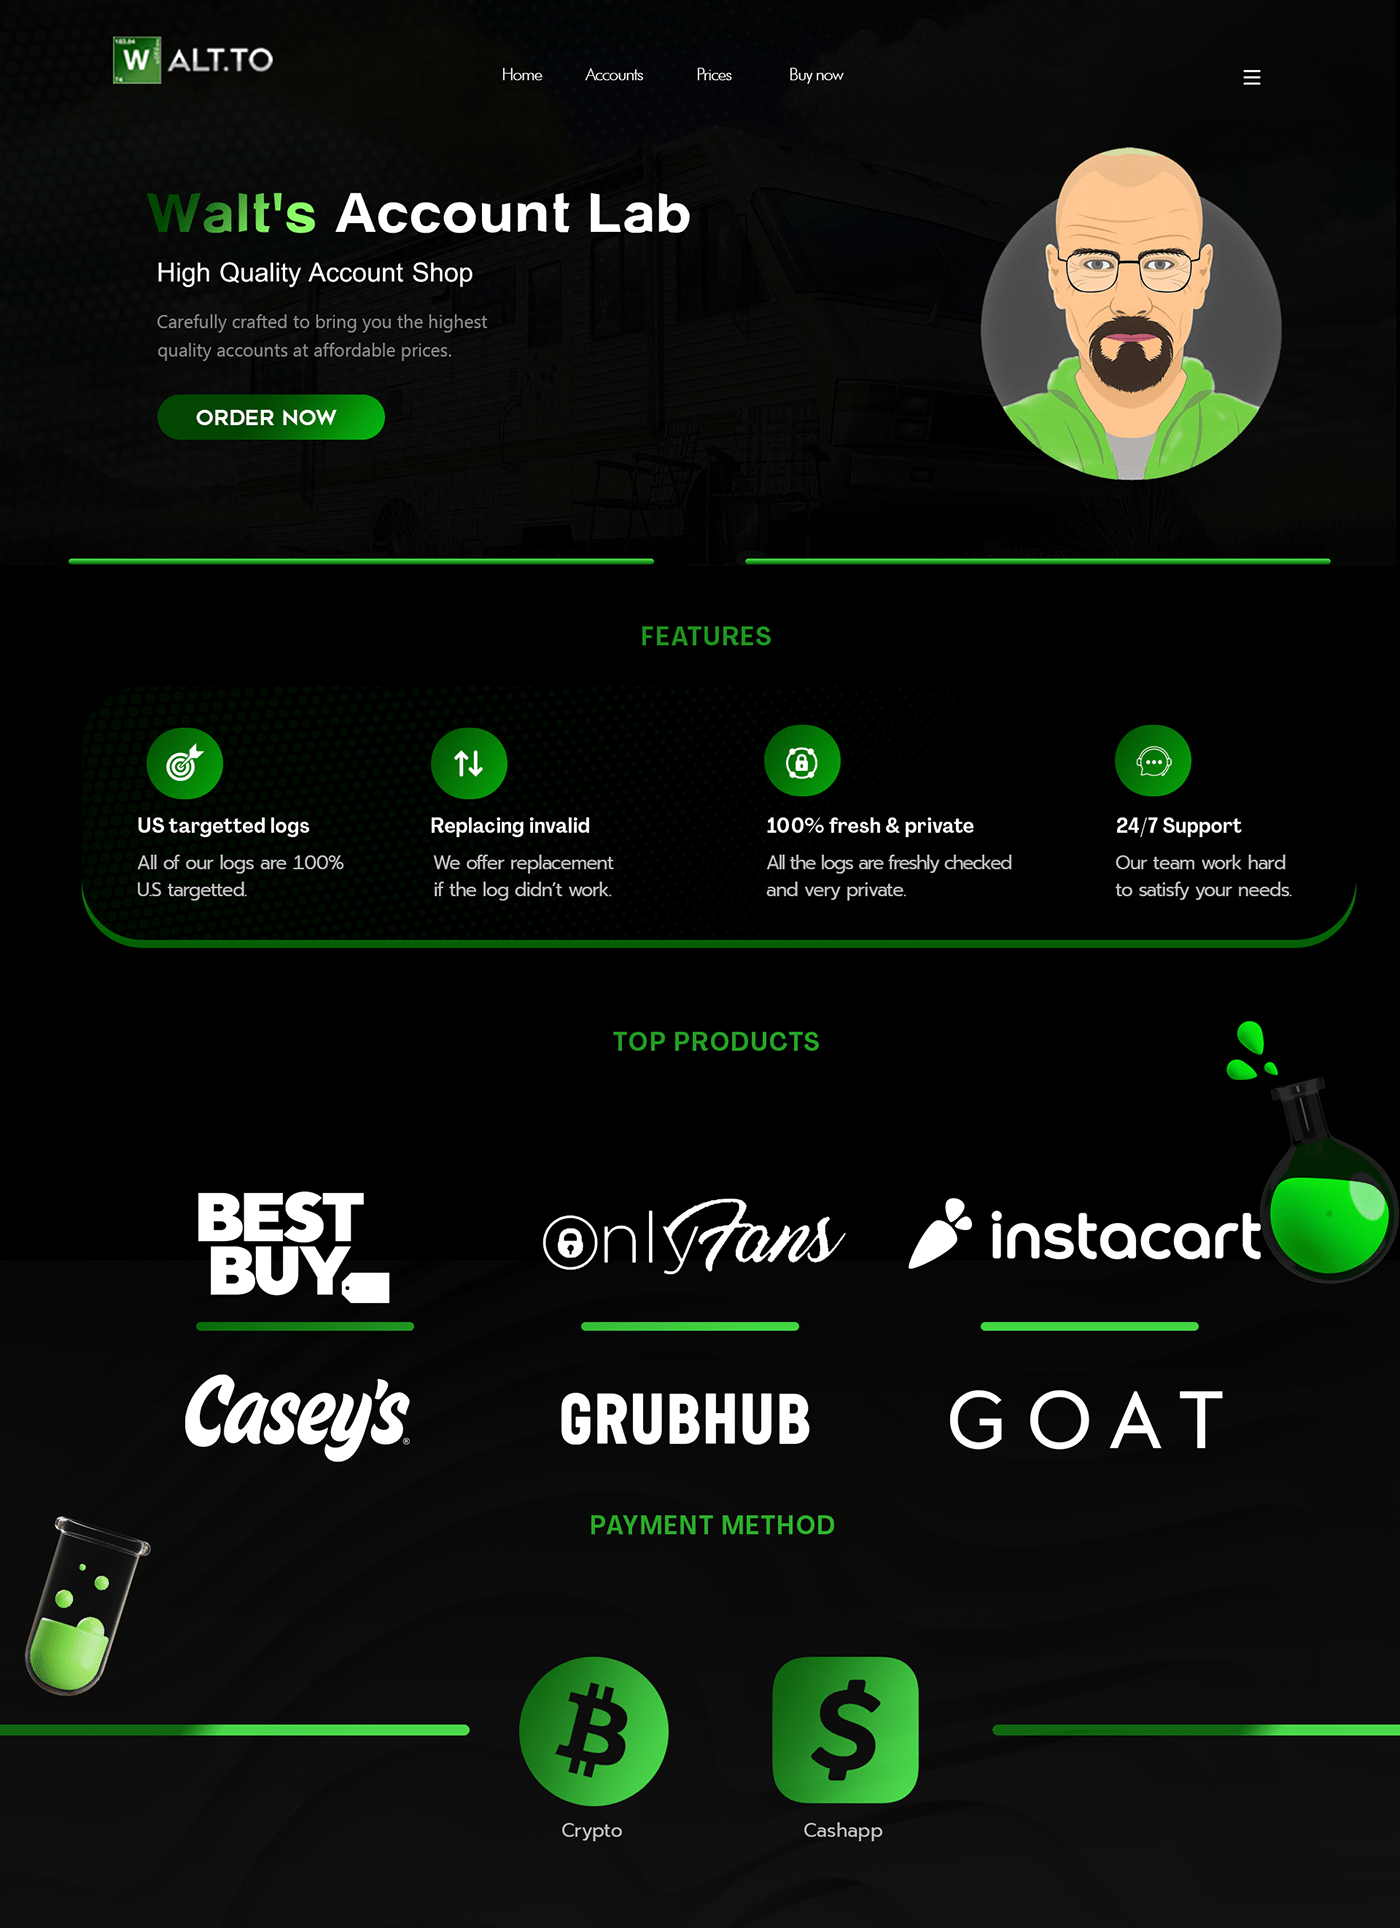 W ALT.TO
Home Accounts Prices Buy now
Walt's Account Lab
High Quality Account Shop
Carefully crafted to bring you the highest
quality accounts at affordable prices.
ORDER NOW
FEATURES
US targetted logs
All of our logs are 100%
U.S targetted.
Replacing invalid
We offer replacement
if the log didn't work.
100% fresh & private
All the logs are freshly checked
and very private.
24/7 Support
Our team work hard
to satisfy your needs.
TOP PRODUCTS
BEST
BUY
OnlyFans
instacart
Casey's®
GRUBHUB
GOAT
PAYMENT METHOD
Crypto
Cashapp